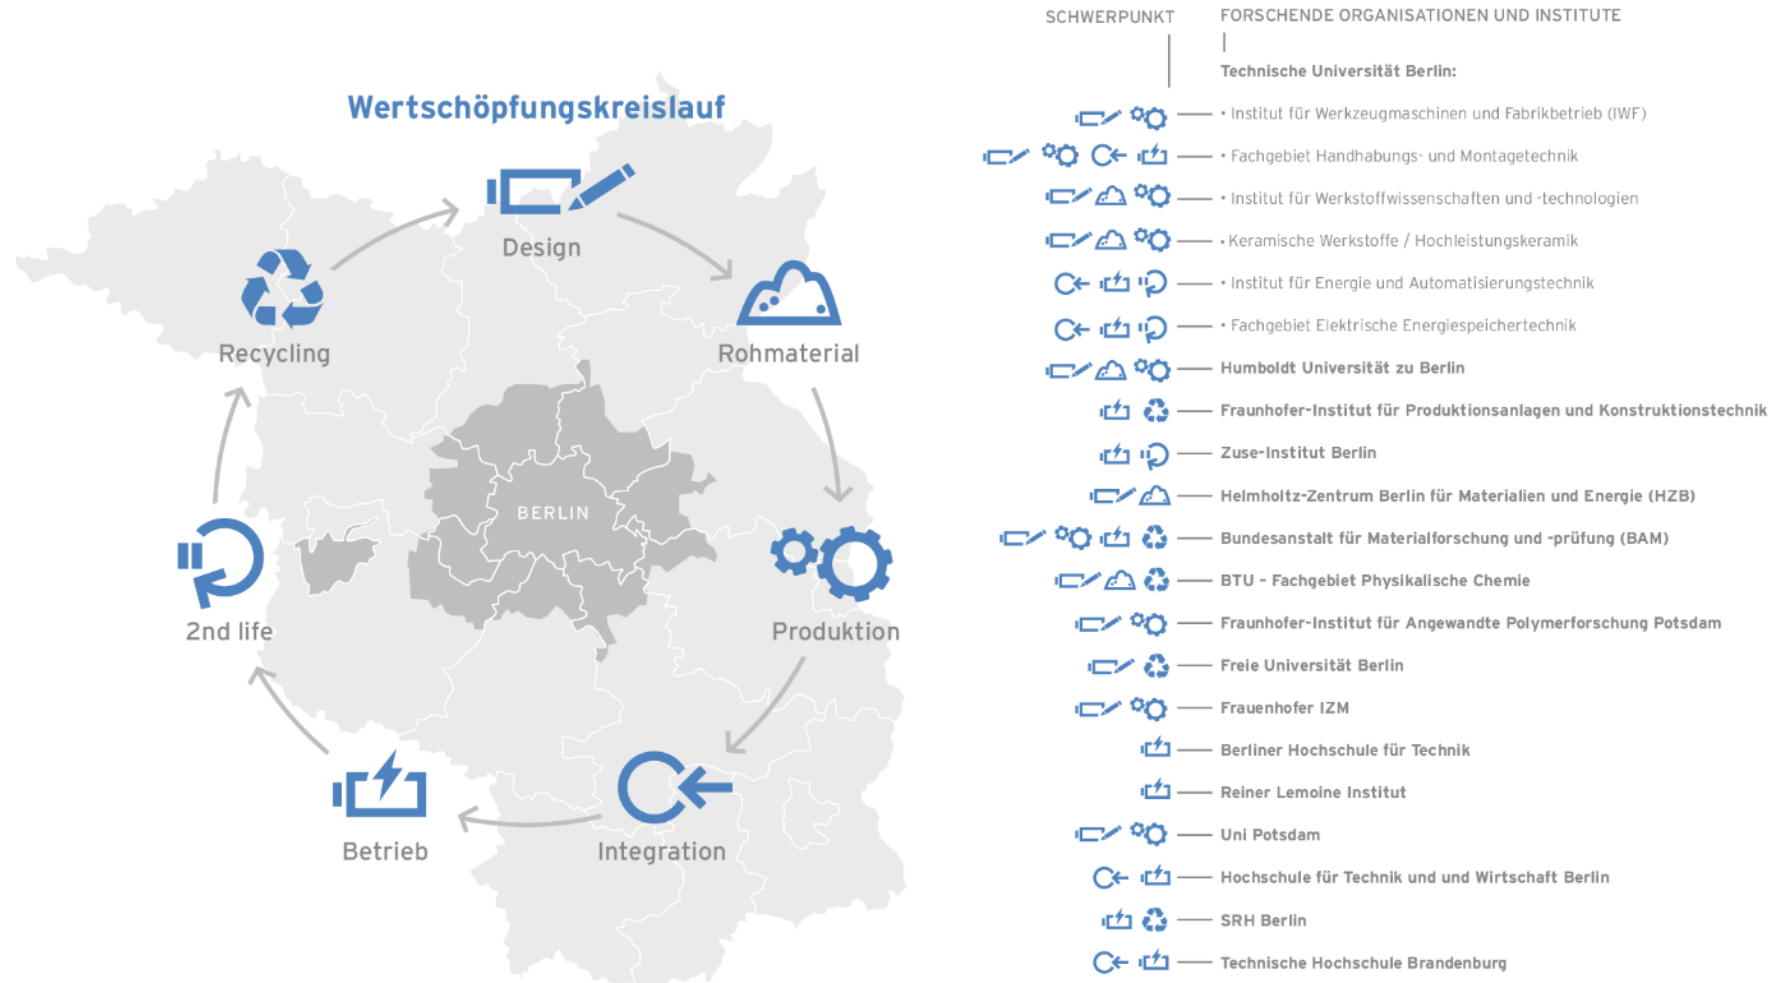 Wertschöpfungskreislauf
Design
Rohmaterial
Produktion
Integration
Betrieb
2nd life
Recycling
BERLIN
SCHWERPUNKT
FORSCHENDE ORGANISATIONEN UND INSTITUTE
Technische Universität Berlin:
• Institut für Werkzeugmaschinen und Fabrikbetrieb (IWF)
• Fachgebiet Handhabungs- und Montagetechnik
• Institut für Werkstoffwissenschaften und -technologien
• Keramische Werkstoffe / Hochleistungskeramik
• Institut für Energie und Automatisierungstechnik
• Fachgebiet Elektrische Energiespeichertechnik
Humboldt Universität zu Berlin
Fraunhofer-Institut für Produktionsanlagen und Konstruktionstechnik
Zuse-Institut Berlin
Helmholtz-Zentrum Berlin für Materialien und Energie (HZB)
Bundesanstalt für Materialforschung und -prüfung (BAM)
BTU - Fachgebiet Physikalische Chemie
Fraunhofer-Institut für Angewandte Polymerforschung Potsdam
Freie Universität Berlin
Frauenhofer IZM
Berliner Hochschule für Technik
Reiner Lemoine Institut
Uni Potsdam
Hochschule für Technik und und Wirtschaft Berlin
SRH Berlin
Technische Hochschule Brandenburg